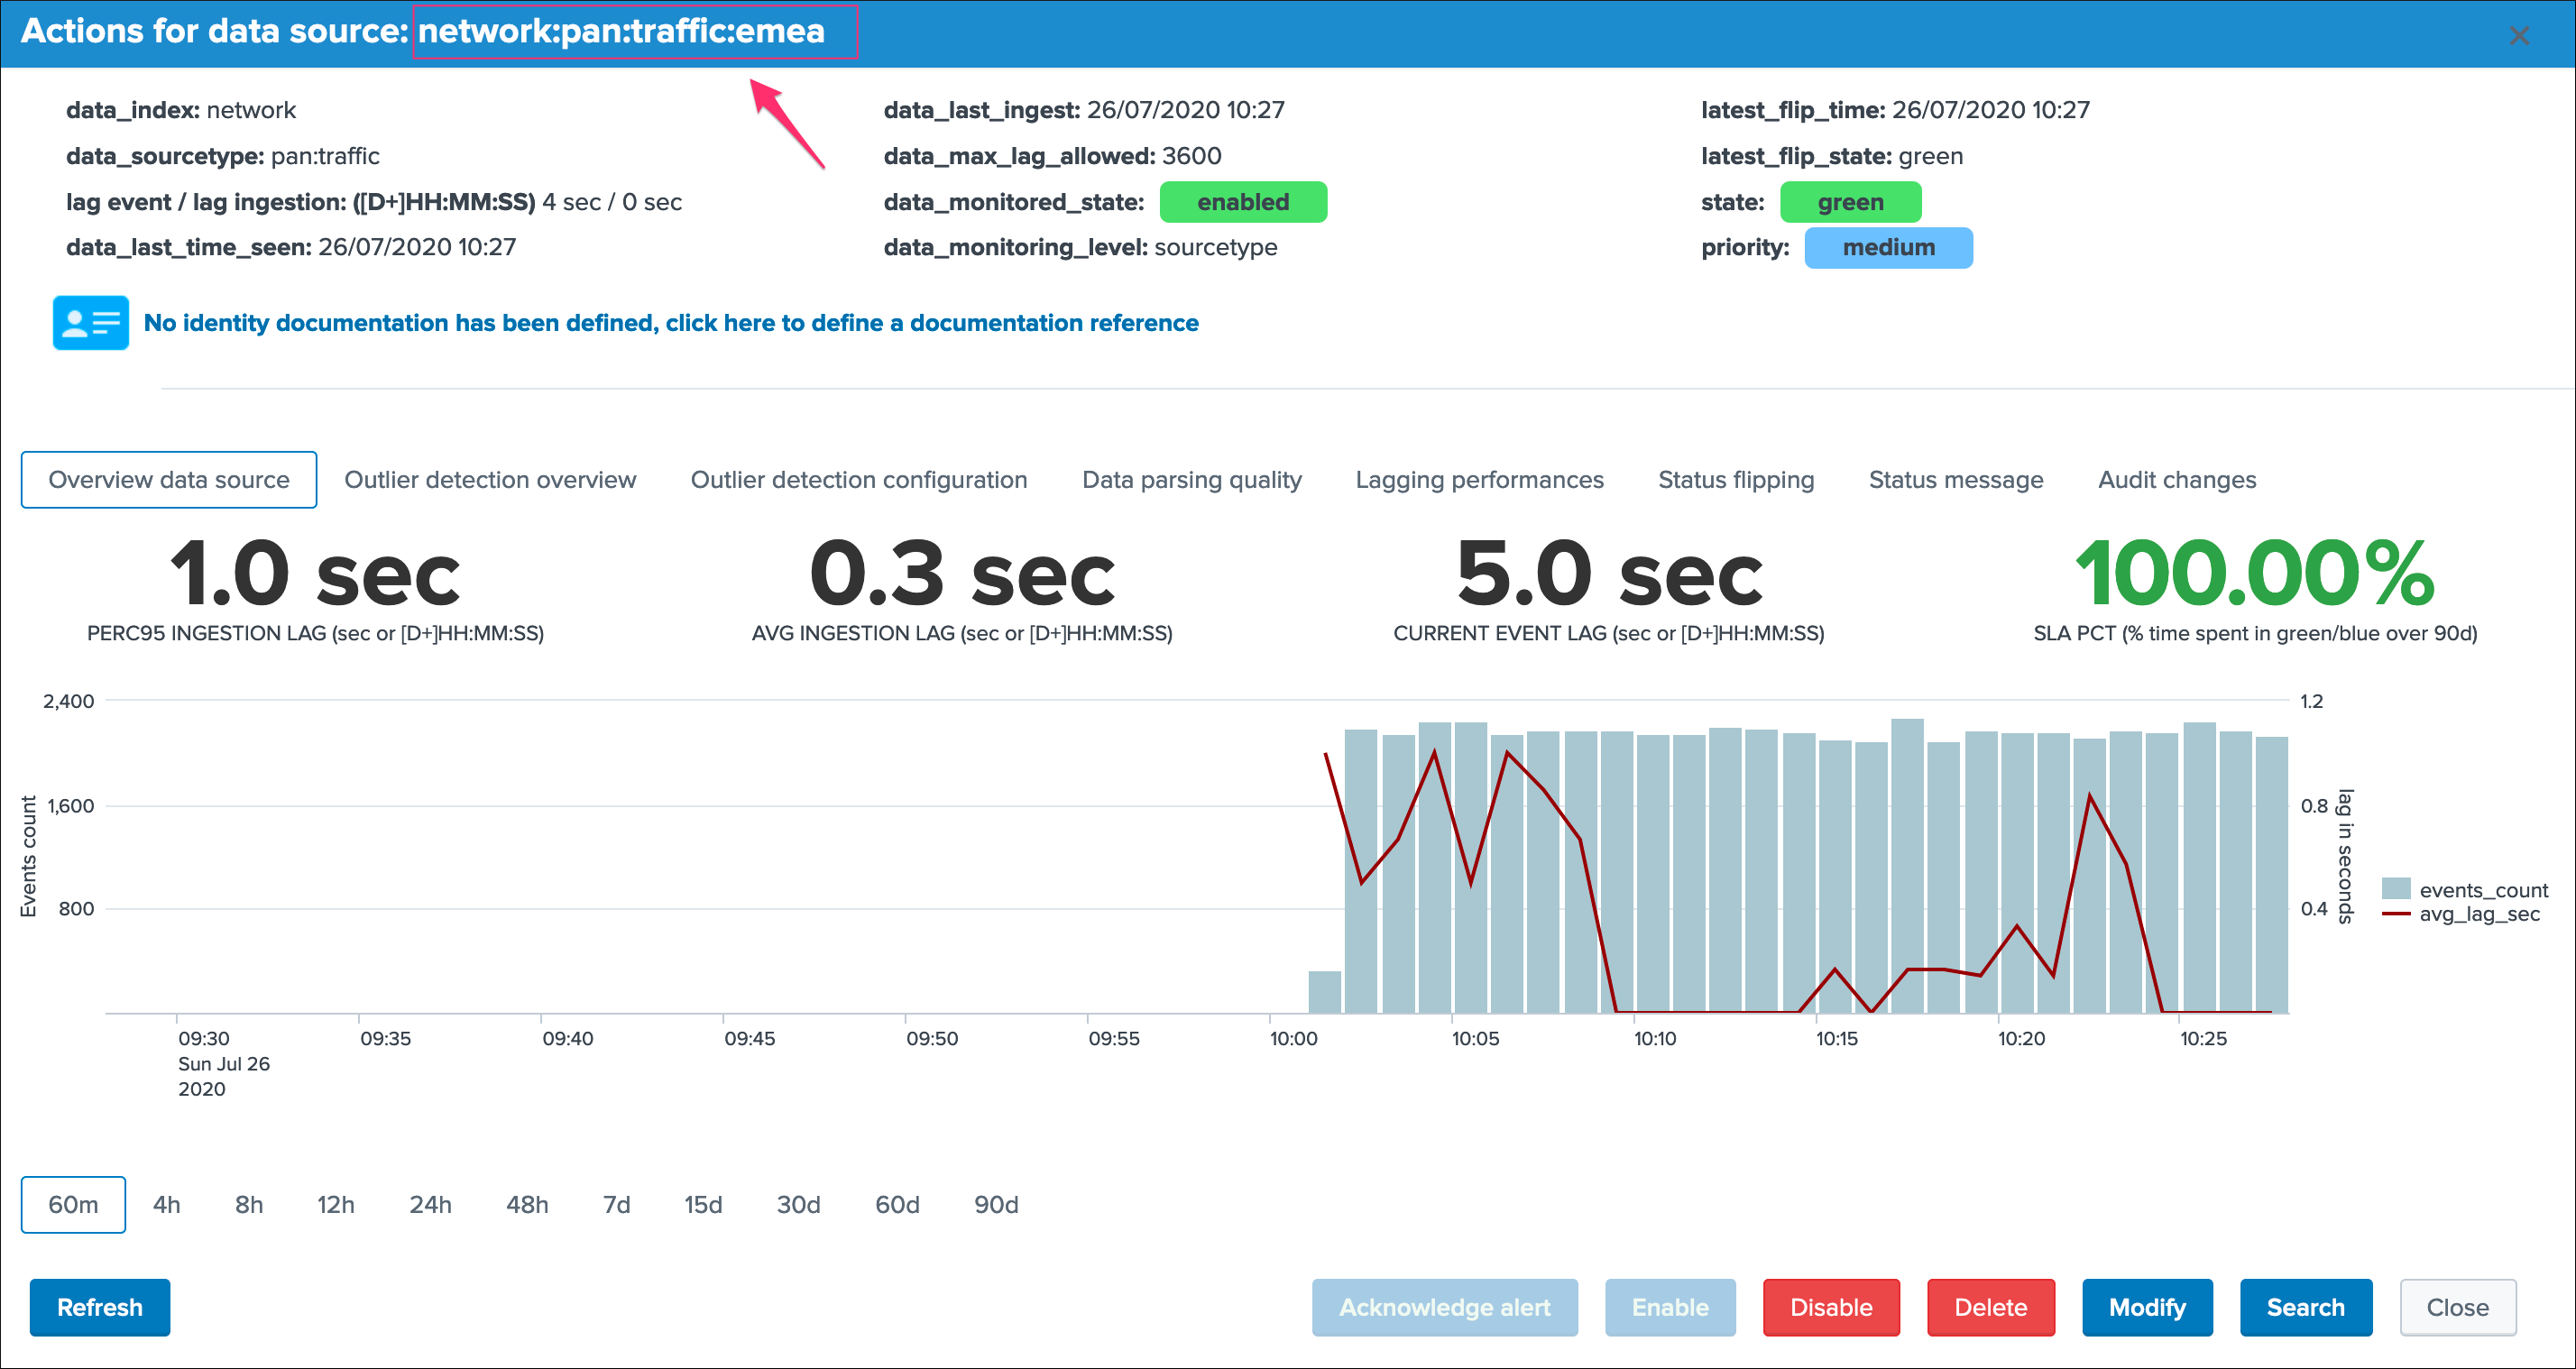 Actions for data source: network:pan:traffic:emea
data_index: network
data_sourcetype: pan:traffic
lag event / lag ingestion: ([D+]HH:MM:SS) 4 sec / 0 sec
data_last_time_seen: 26/07/2020 10:27
data_last_ingest: 26/07/2020 10:27
data_max_lag_allowed: 3600
data_monitored_state: enabled
data_monitoring_level: sourcetype
latest_flip_time: 26/07/2020 10:27
latest_flip_state: green
state: green
priority: medium
No identity documentation has been defined, click here to define a documentation reference
Overview data source Outlier detection overview Outlier detection configuration Data parsing quality Lagging performances Status flipping Status message Audit changes
1.0 sec
PERC95 INGESTION LAG (sec or [D+]HH:MM:SS)
0.3 sec
AVG INGESTION LAG (sec or [D+]HH:MM:SS)
5.0 sec
CURRENT EVENT LAG (sec or [D+]HH:MM:SS)
100.00%
SLA PCT (% time spent in green/blue over 90d)
Events count
2,400
1,600
800
1.2
0.8
0.4
lag in seconds
events_count
avg_lag_sec
09:30 09:35 09:40 09:45 09:50 09:55 10:00 10:05 10:10 10:15 10:20 10:25
Sun Jul 26
2020
60m 4h 8h 12h 24h 48h 7d 15d 30d 60d 90d
Refresh Acknowledge alert Enable Disable Delete Modify Search Close